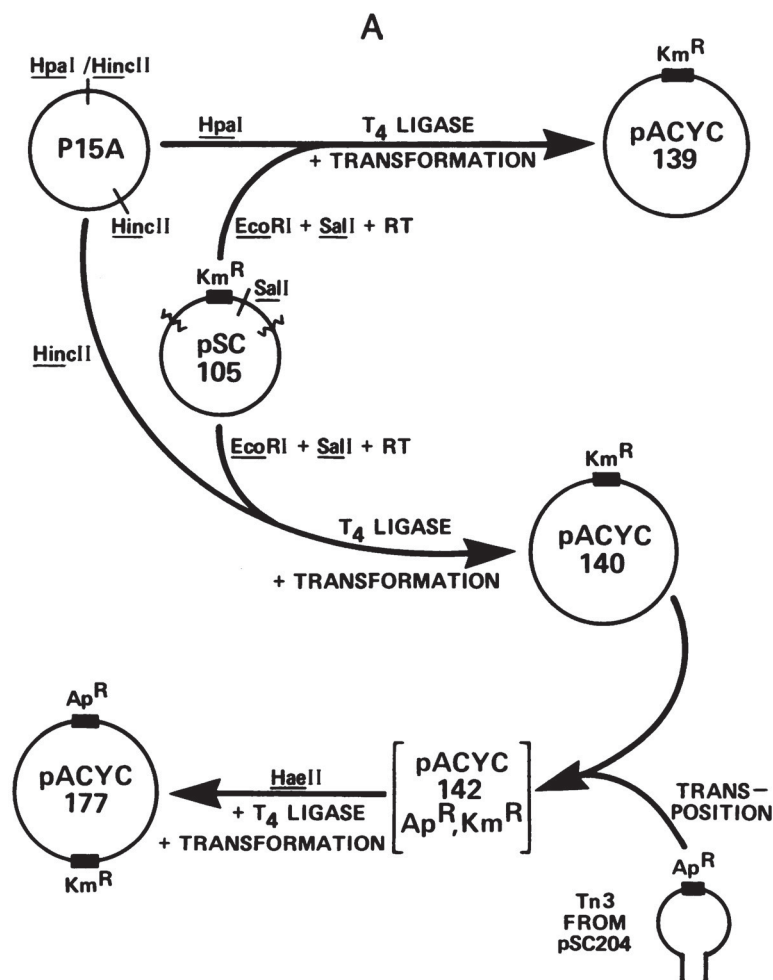 A
HpaI /HincII
P15A
HincII
HpaI
T4 LIGASE
+ TRANSFORMATION
KmR
pACYC
139
EcoRI + SalI + RT
KmR
SalI
pSC
105
HincII
EcoRI + SalI + RT
T4 LIGASE
+ TRANSFORMATION
KmR
pACYC
140
ApR
pACYC
177
KmR
HaeII
+ T4 LIGASE
+ TRANSFORMATION
pACYC
142
ApR,KmR
TRANS-
POSITION
ApR
Tn3
FROM
pSC204